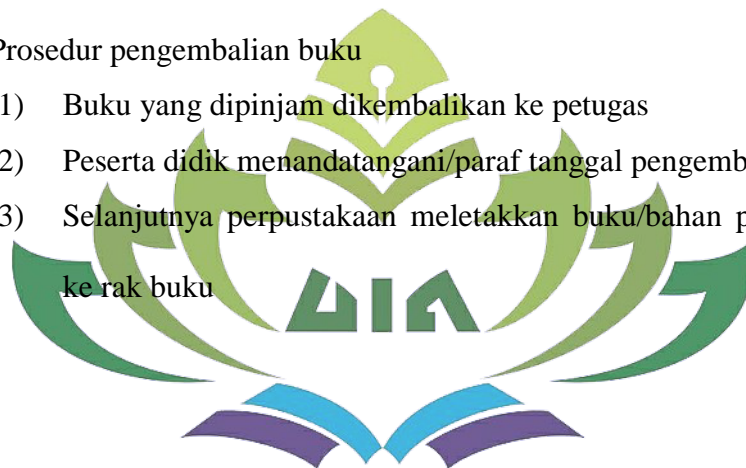 Prosedur pengembalian buku
1) Buku yang dipinjam dikembalikan ke petugas
2) Peserta didik menandatangani/paraf tanggal
3) Selanjutnya perpustakaan meletakkan buku/bahan
ke rak buku
UIN